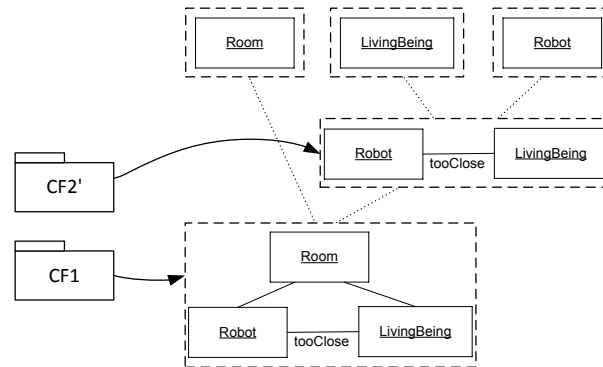 Room
LivingBeing
Robot
Robot
tooClose
LivingBeing
CF2'
CF1
Room
Robot
tooClose
LivingBeing